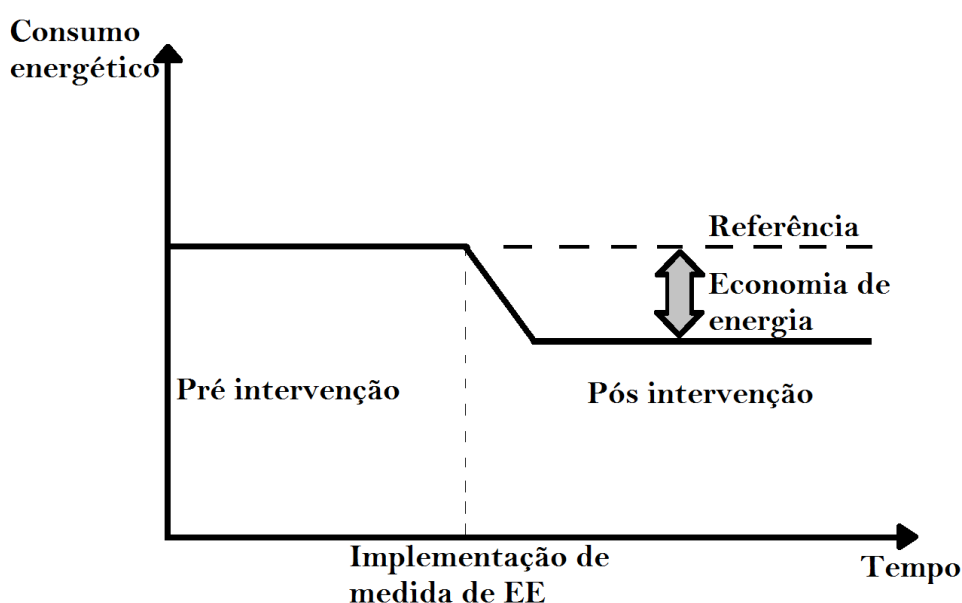 Consumo
energético
Referência
Economia de
energia
Pré intervenção
Pós intervenção
Implementação de
medida de EE
Tempo